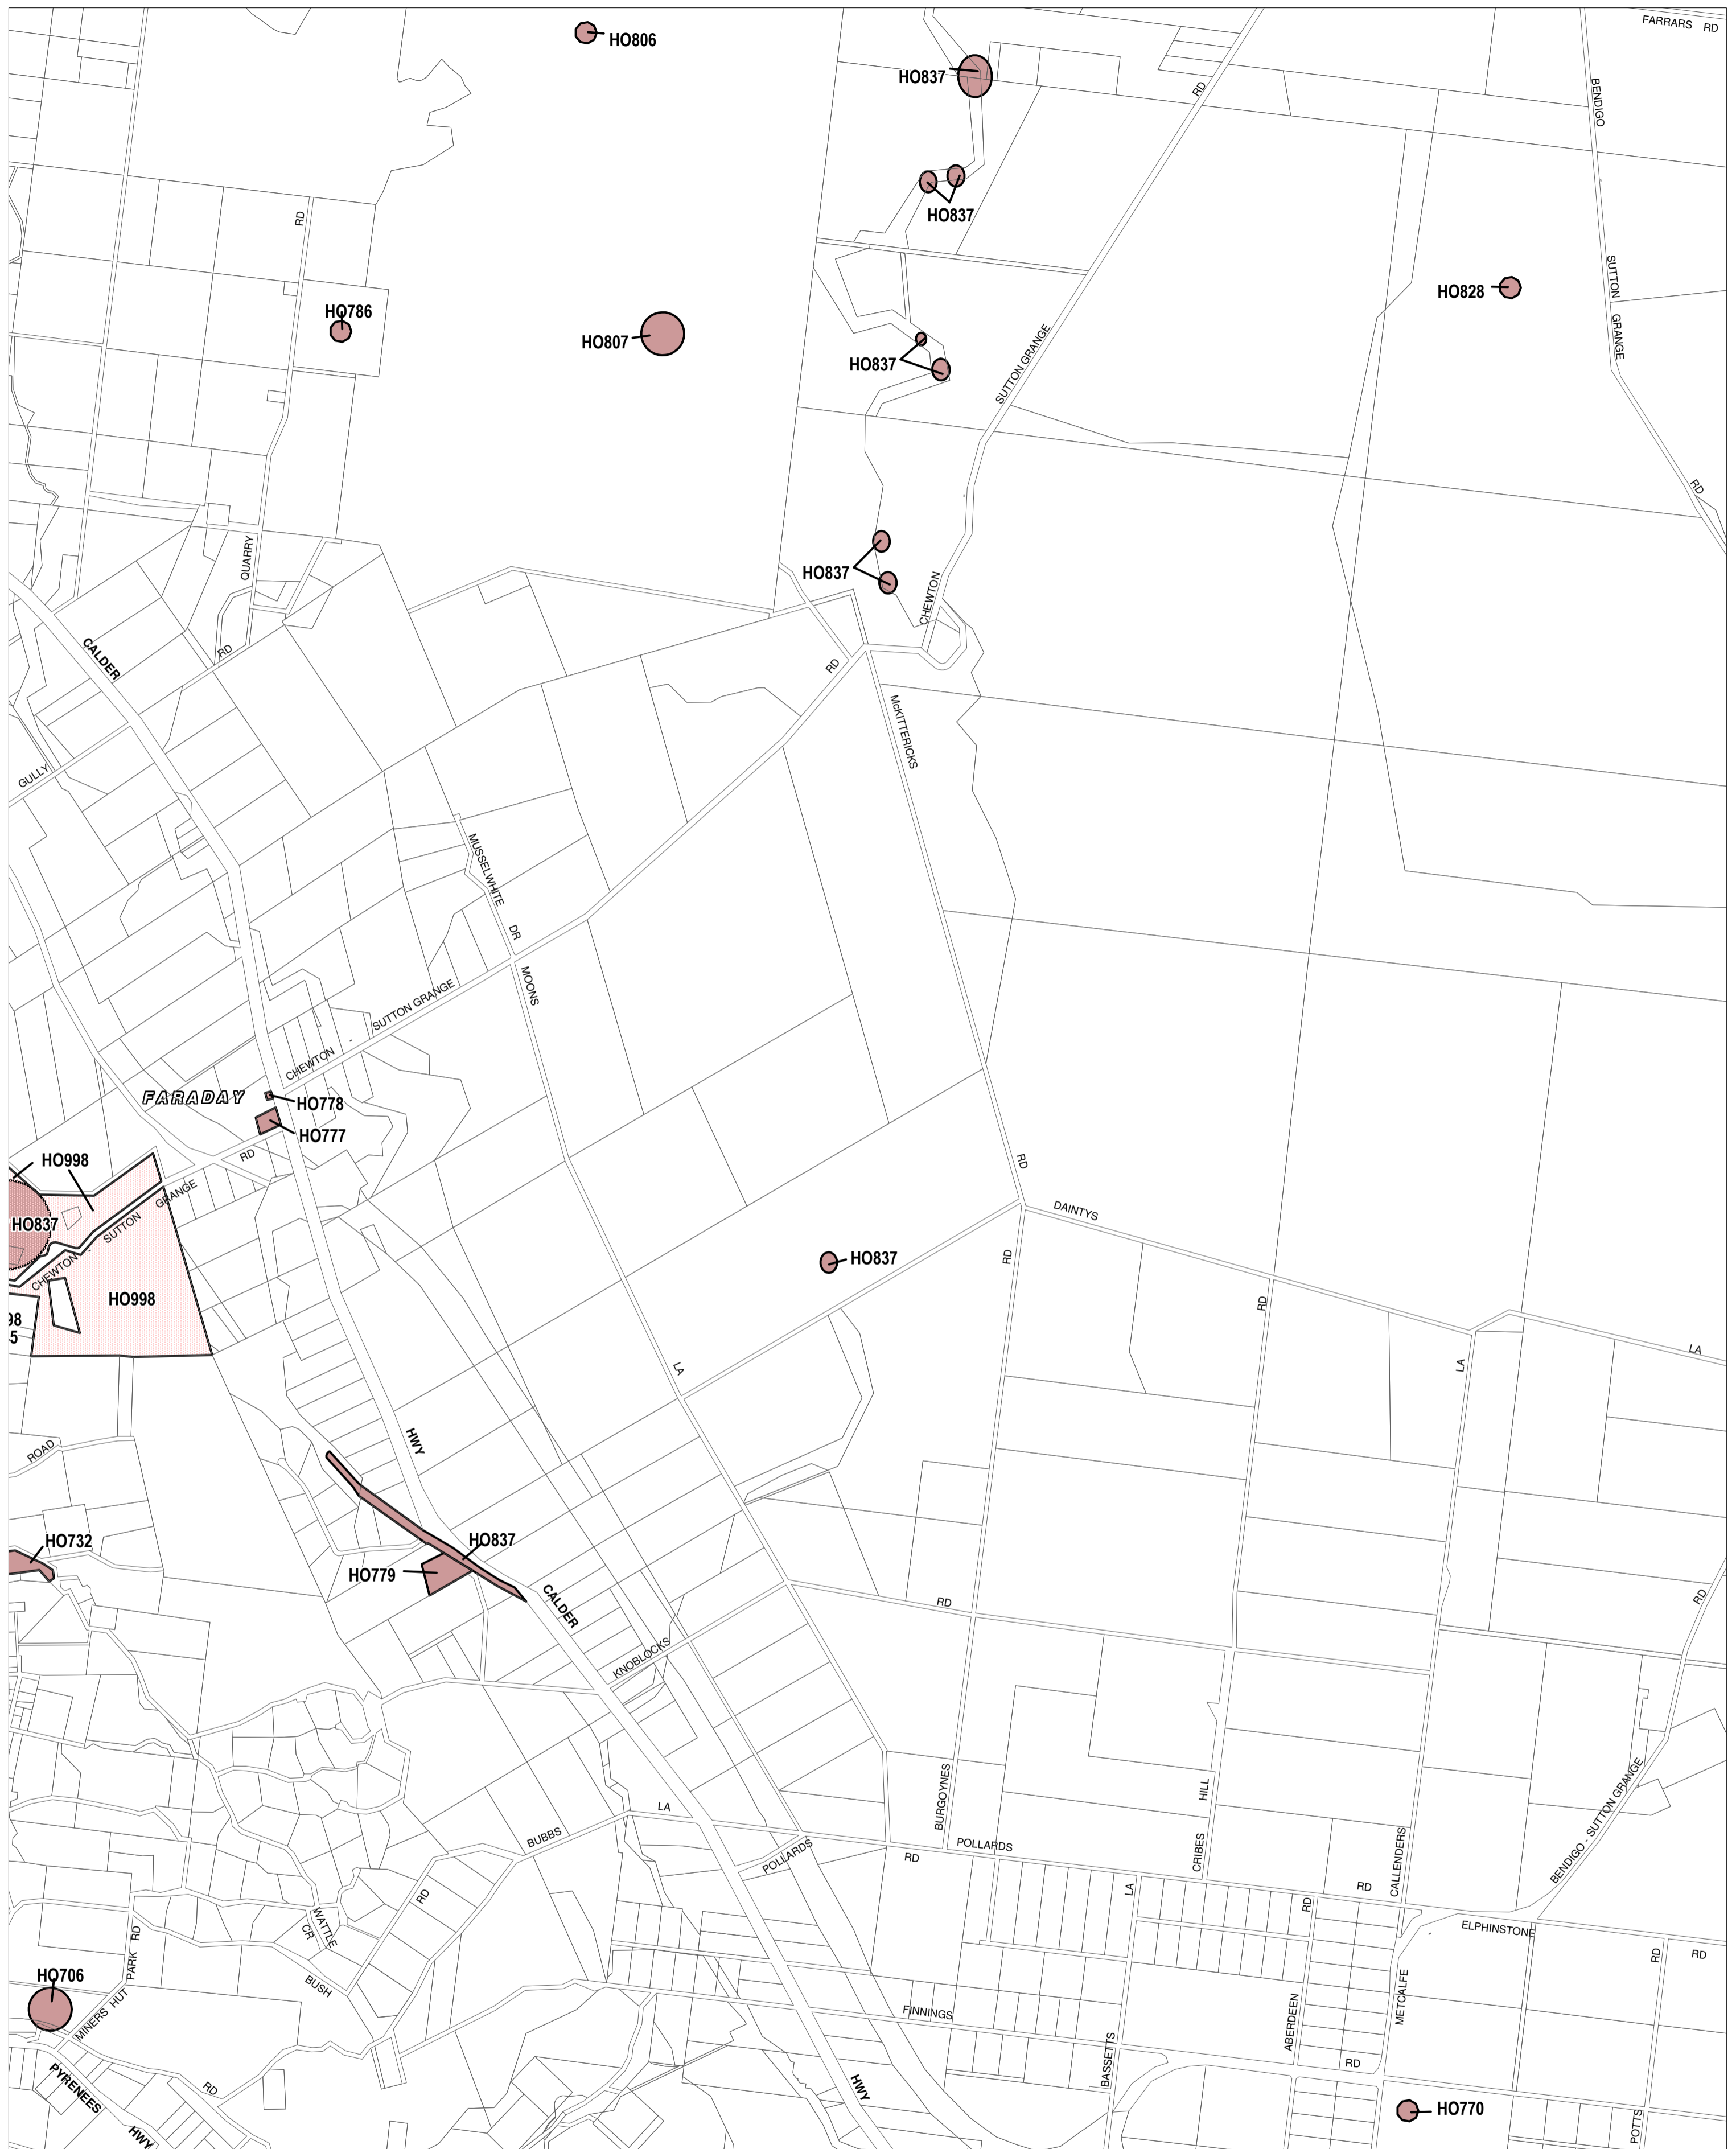 FARRARS RD
HO806
HO837
RD
BENDIGO
RD
HO837
SUTTON
HO828
GRANGE
HO786
HO807
HO837
SUTTON GRANGE
RD
QUARRY
HO837
CHEWTON
-
CALDER
RD
RD
McKITTERICKS
GULLY
MUSSELWHITE
DR
MOONS
SUTTON GRANGE
-
CHEWTON
FARADAY
HO778
HO777
RD
HO998
RD
GRANGE
DAINTYS
HO837
SUTTON
-
CHEWTON
HO837
RD
HO998
RD
98
5
LA
LA
LA
HWY
ROAD
HO732
HO837
HO779
CALDER
RD
RD
KNOBLOCKS
BENDIGO - SUTTON GRANGE
HILL
BURGOYNES
LA
BUBBS
POLLARDS
POLLARDS
RD
CRIBES
CALLENDERS
LA
RD
RD
RD
WATTLE
CR
ELPHINSTONE
-
RD
RD
PARK RD
HO706
BUSH
MINERS HUT
FINNINGS
METCALFE
ABERDEEN
BASSETTS
RD
PYRENEES
RD
HWY
HO770
POTTS
HWY